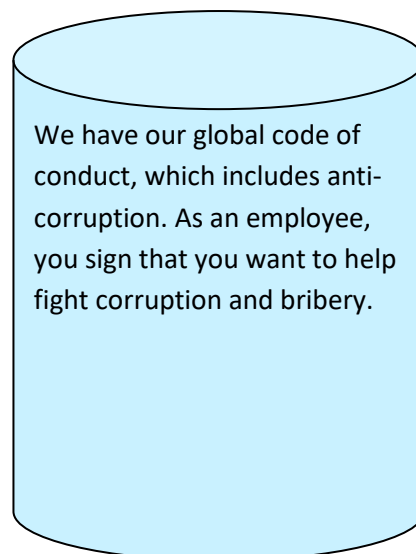 We have our global code of
conduct, which includes anti-
corruption. As an employee,
you sign that you want to help
fight corruption and bribery.